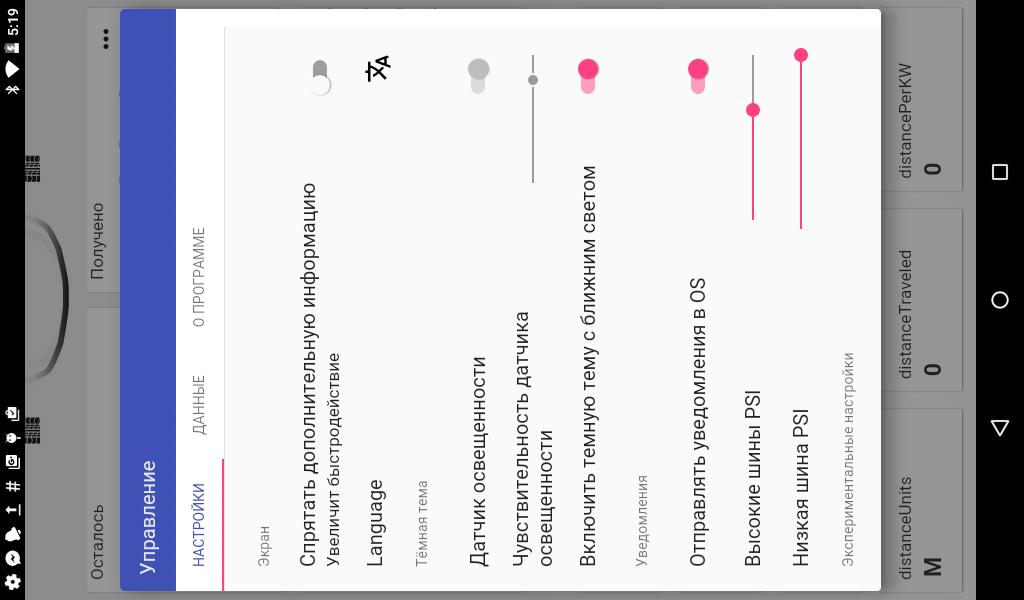 5:19
Осталось
Получено
Управление
НАСТРОЙКИ
ДАННЫЕ
О ПРОГРАММЕ
Экран
Спрятать дополнительную информацию
Увеличит быстродействие
Language
Тёмная тема
Датчик освещенности
Чувствительность датчика
освещенности
Включить темную тему с ближним светом
Уведомления
Отправлять уведомления в OS
Высокие шины PSI
Низкая шина PSI
Экспериментальные настройки
distanceUnits
M
distanceTraveled
0
distancePerKW
0